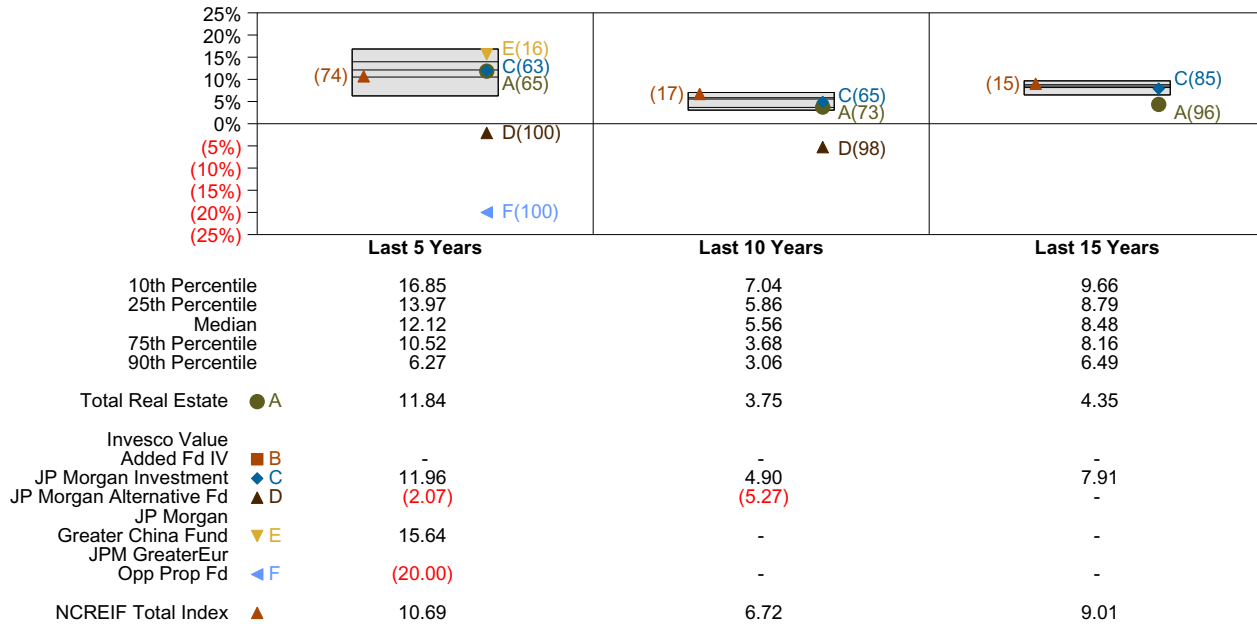 25%
20%
15%
10%
5%
0%
(5%)
(10%)
(15%)
(20%)
(25%)
(74)
E(16)
C(63)
A(65)
D(100)
F(100)
(17)
C(65)
A(73)
D(98)
(15)
C(85)
A(96)
Last 5 Years Last 10 Years Last 15 Years
10th Percentile 16.85 7.04 9.66
25th Percentile 13.97 5.86 8.79
Median 12.12 5.56 8.48
75th Percentile 10.52 3.68 8.16
90th Percentile 6.27 3.06 6.49
Total Real Estate A 11.84 3.75 4.35
Invesco Value
Added Fd IV B - - -
JP Morgan Investment C 11.96 4.90 7.91
JP Morgan Alternative Fd D (2.07) (5.27) -
JP Morgan
Greater China Fund E 15.64 - -
JPM GreaterEur
Opp Prop Fd F (20.00) - -
NCREIF Total Index 10.69 6.72 9.01